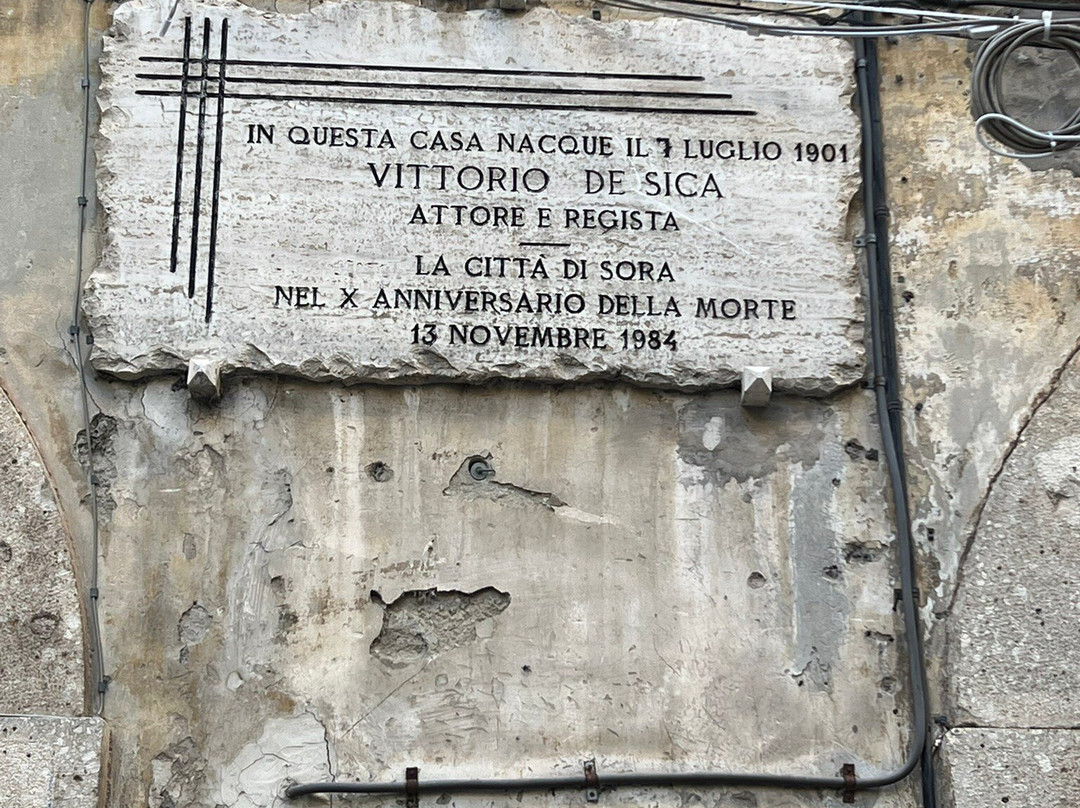 IN QUESTA CASA NACQUE IL 7 LUGLIO 1901
VITTORIO DE SICA
ATTORE E REGISTA
LA CITTÀ DI SORA
NEL X ANNIVERSARIO DELLA MORTE
13 NOVEMBRE 1984